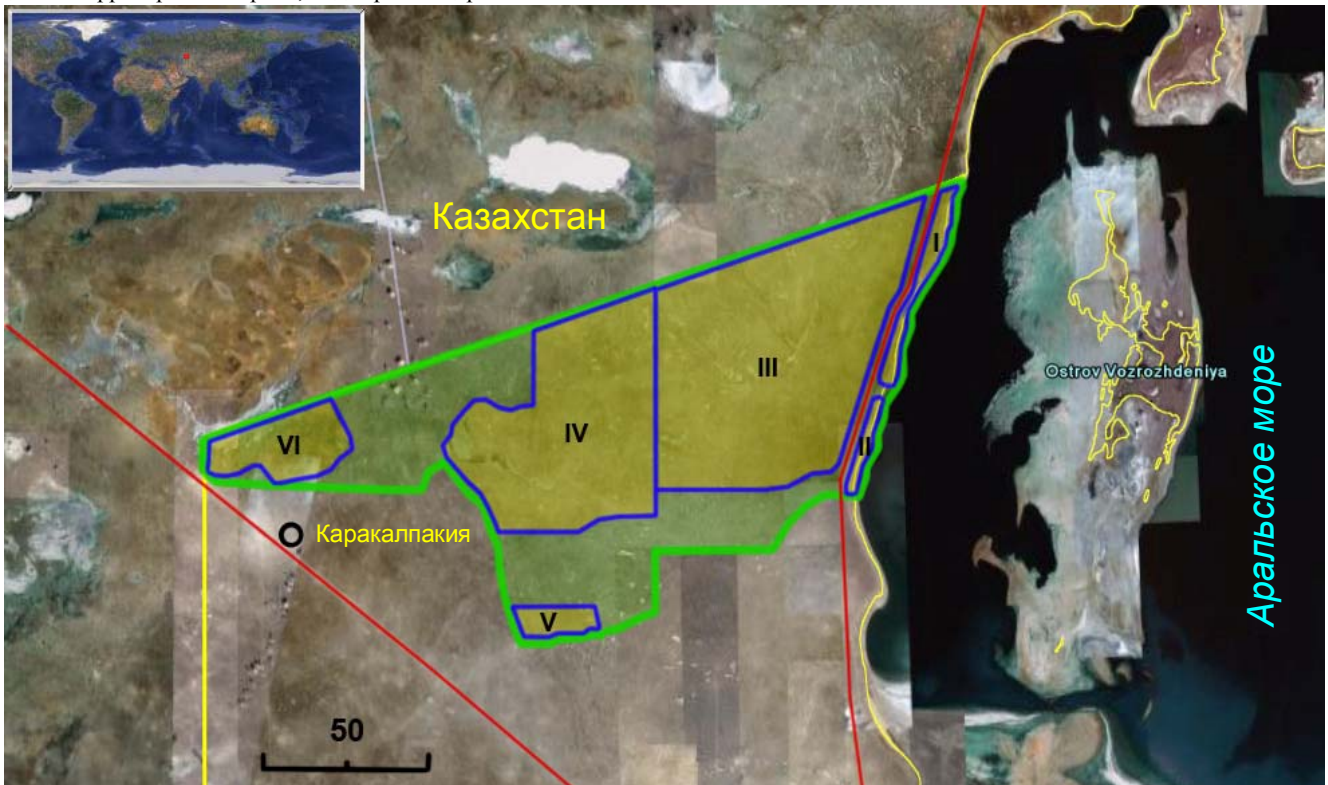 Казахстан
I
Ostrov Vozrozhdeniya
III
Аральское море
IV
II
VI
Каракалпакия
V
50